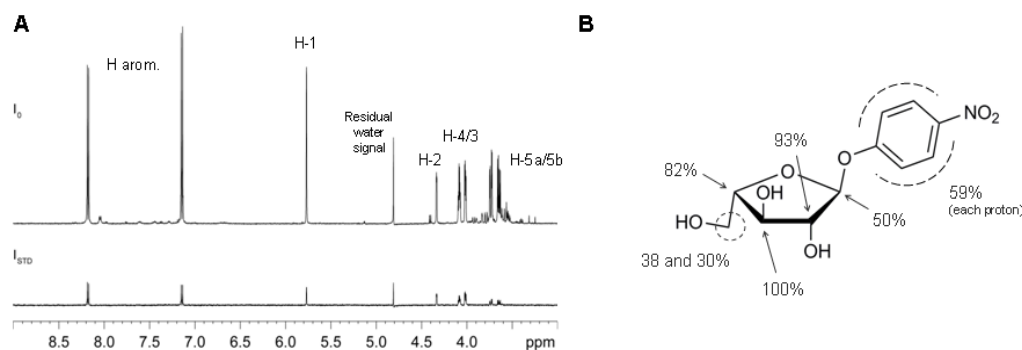 A
H-1
H arom.
I0
Residual
water
signal
H-4/3
H-2
H-5a/5b
ISTD
8.5 8.0 7.5 7.0 6.5 6.0 5.5 5.0 4.5 4.0 ppm
B
NO2
93%
O
O
82%
OH
HO
59%
(each proton)
50%
OH
38 and 30%
100%